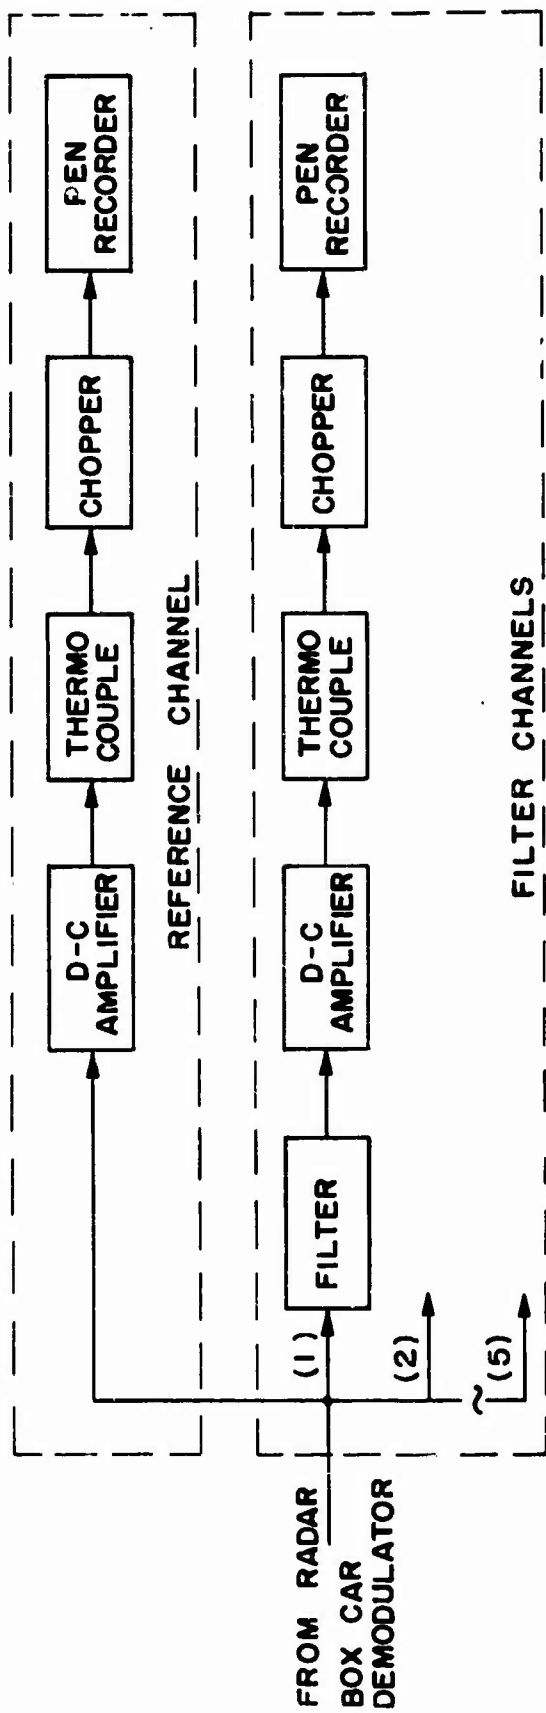 FROM RADAR
BOX CAR
DEMODULATOR
D-C
AMPLIFIER
THERMO
COUPLE
CHOPPER
PEN
RECORDER
REFERENCE CHANNEL
(1)
FILTER
D-C
AMPLIFIER
THERMO
COUPLE
CHOPPER
PEN
RECORDER
(2)
(5)
FILTER CHANNELS